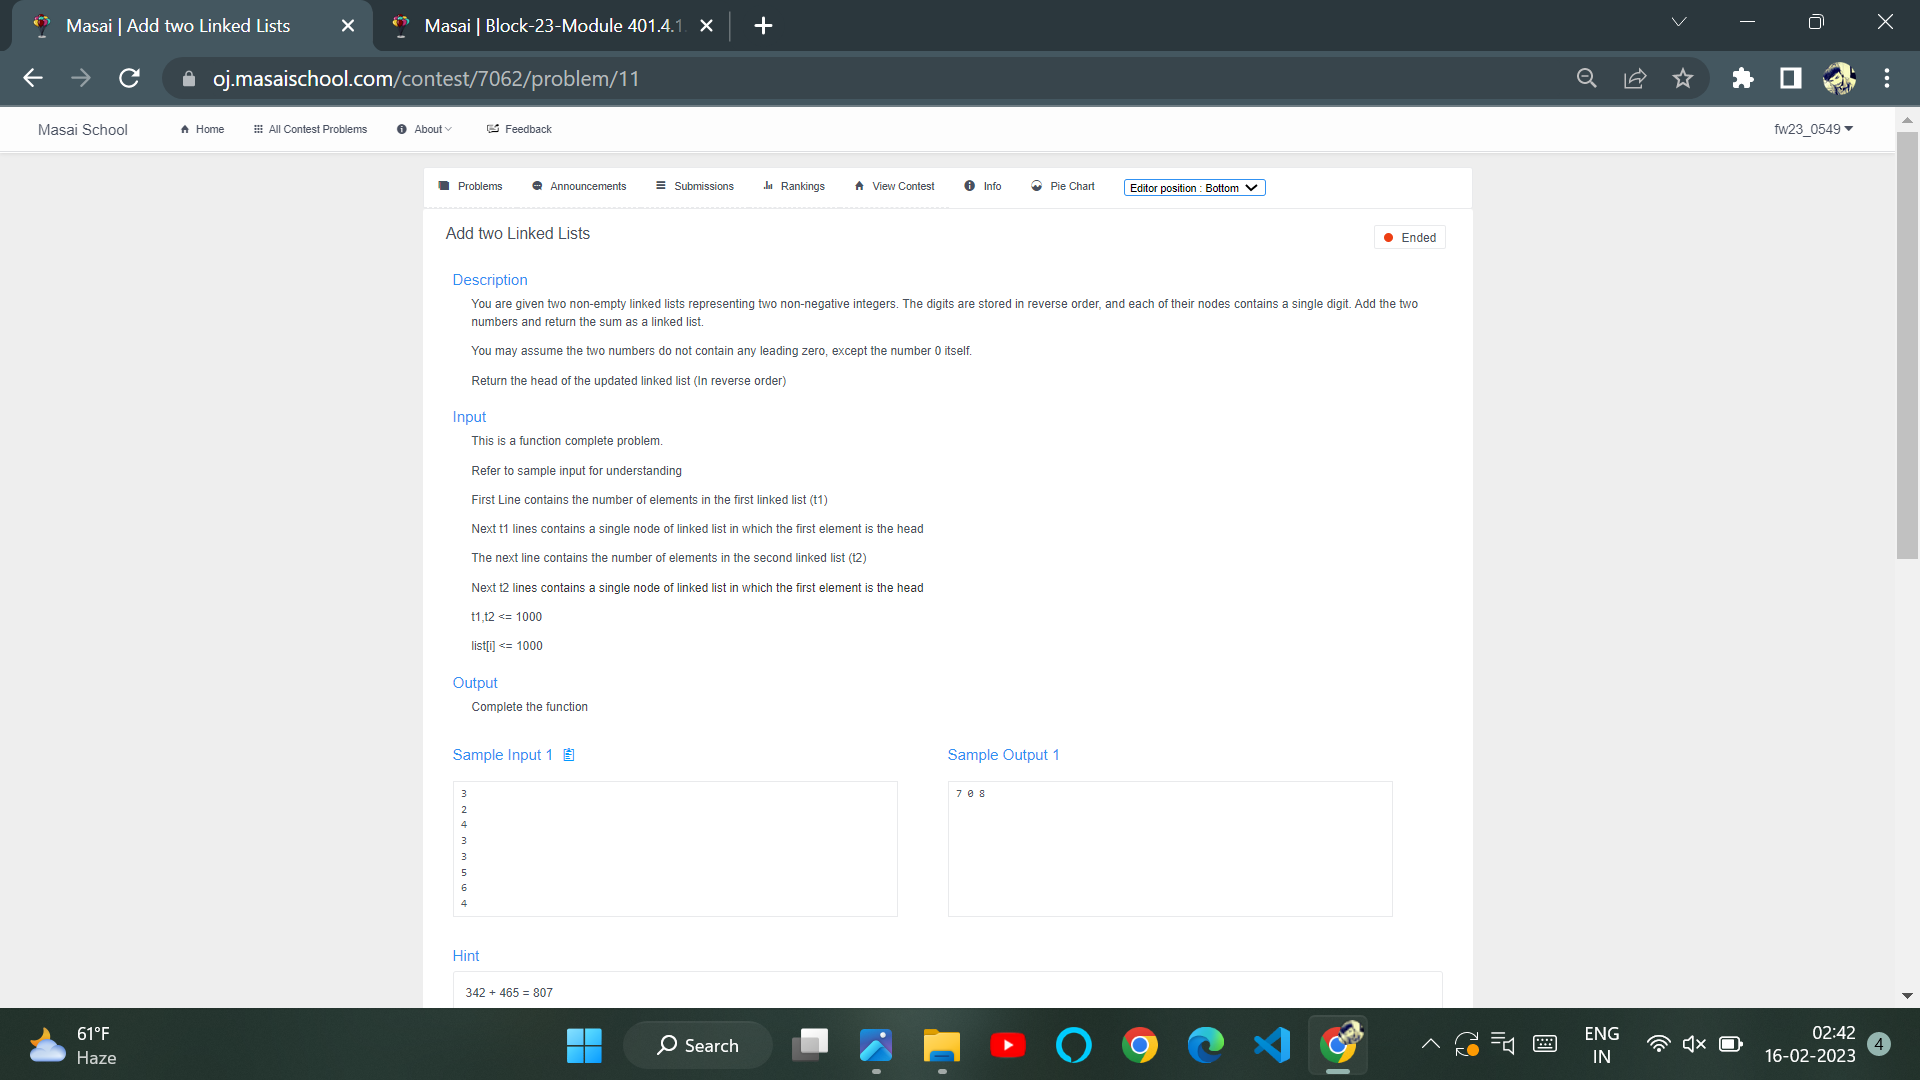 Masai | Add two Linked Lists
Masai | Block-23-Module 401.4.1
oj.masaischool.com/contest/7062/problem/11
Masai School
Home
All Contest Problems
About
Feedback
fw23_0549
Problems
Announcements
Submissions
Rankings
View Contest
Info
Pie Chart
Editor position : Bottom
Add two Linked Lists
Ended
Description
You are given two non-empty linked lists representing two non-negative integers. The digits are stored in reverse order, and each of their nodes contains a single digit. Add the two
numbers and return the sum as a linked list.
You may assume the two numbers do not contain any leading zero, except the number 0 itself.
Return the head of the updated linked list (In reverse order)
Input
This is a function complete problem.
Refer to sample input for understanding
First Line contains the number of elements in the first linked list (t1)
Next t1 lines contains a single node of linked list in which the first element is the head
The next line contains the number of elements in the second linked list (t2)
Next t2 lines contains a single node of linked list in which the first element is the head
t1,t2 <= 1000
list[i] <= 1000
Output
Complete the function
Sample Input 1
3
2
4
3
3
5
6
4
Sample Output 1
7 0 8
Hint
342 + 465 = 807
61°F
Haze
Search
ENG
IN
02:42
16-02-2023
4